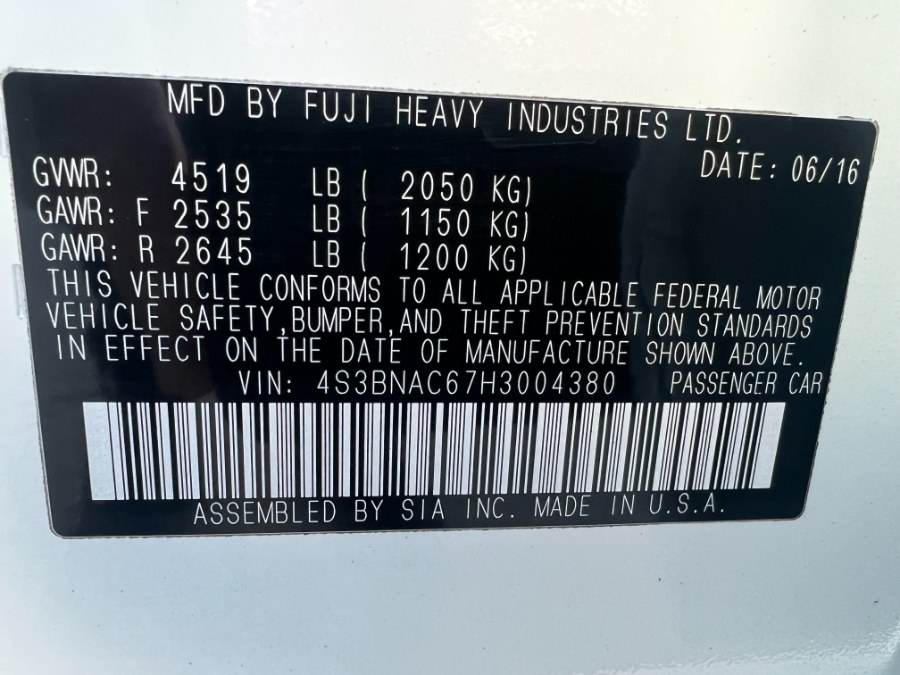 MFD BY FUJI HEAVY INDUSTRIES LTD.
DATE: 06/16
GVWR: 4519 LB ( 2050 KG)
GAWR: F 2535 LB ( 1150 KG)
GAWR: R 2645 LB ( 1200 KG)
THIS VEHICLE CONFORMS TO ALL APPLICABLE FEDERAL MOTOR
VEHICLE SAFETY,BUMPER,AND THEFT PREVENTION STANDARDS
IN EFFECT ON THE DATE OF MANUFACTURE SHOWN ABOVE.
VIN: 4S3BNAC67H3004380 PASSENGER CAR
ASSEMBLED BY SIA INC. MADE IN U.S.A.